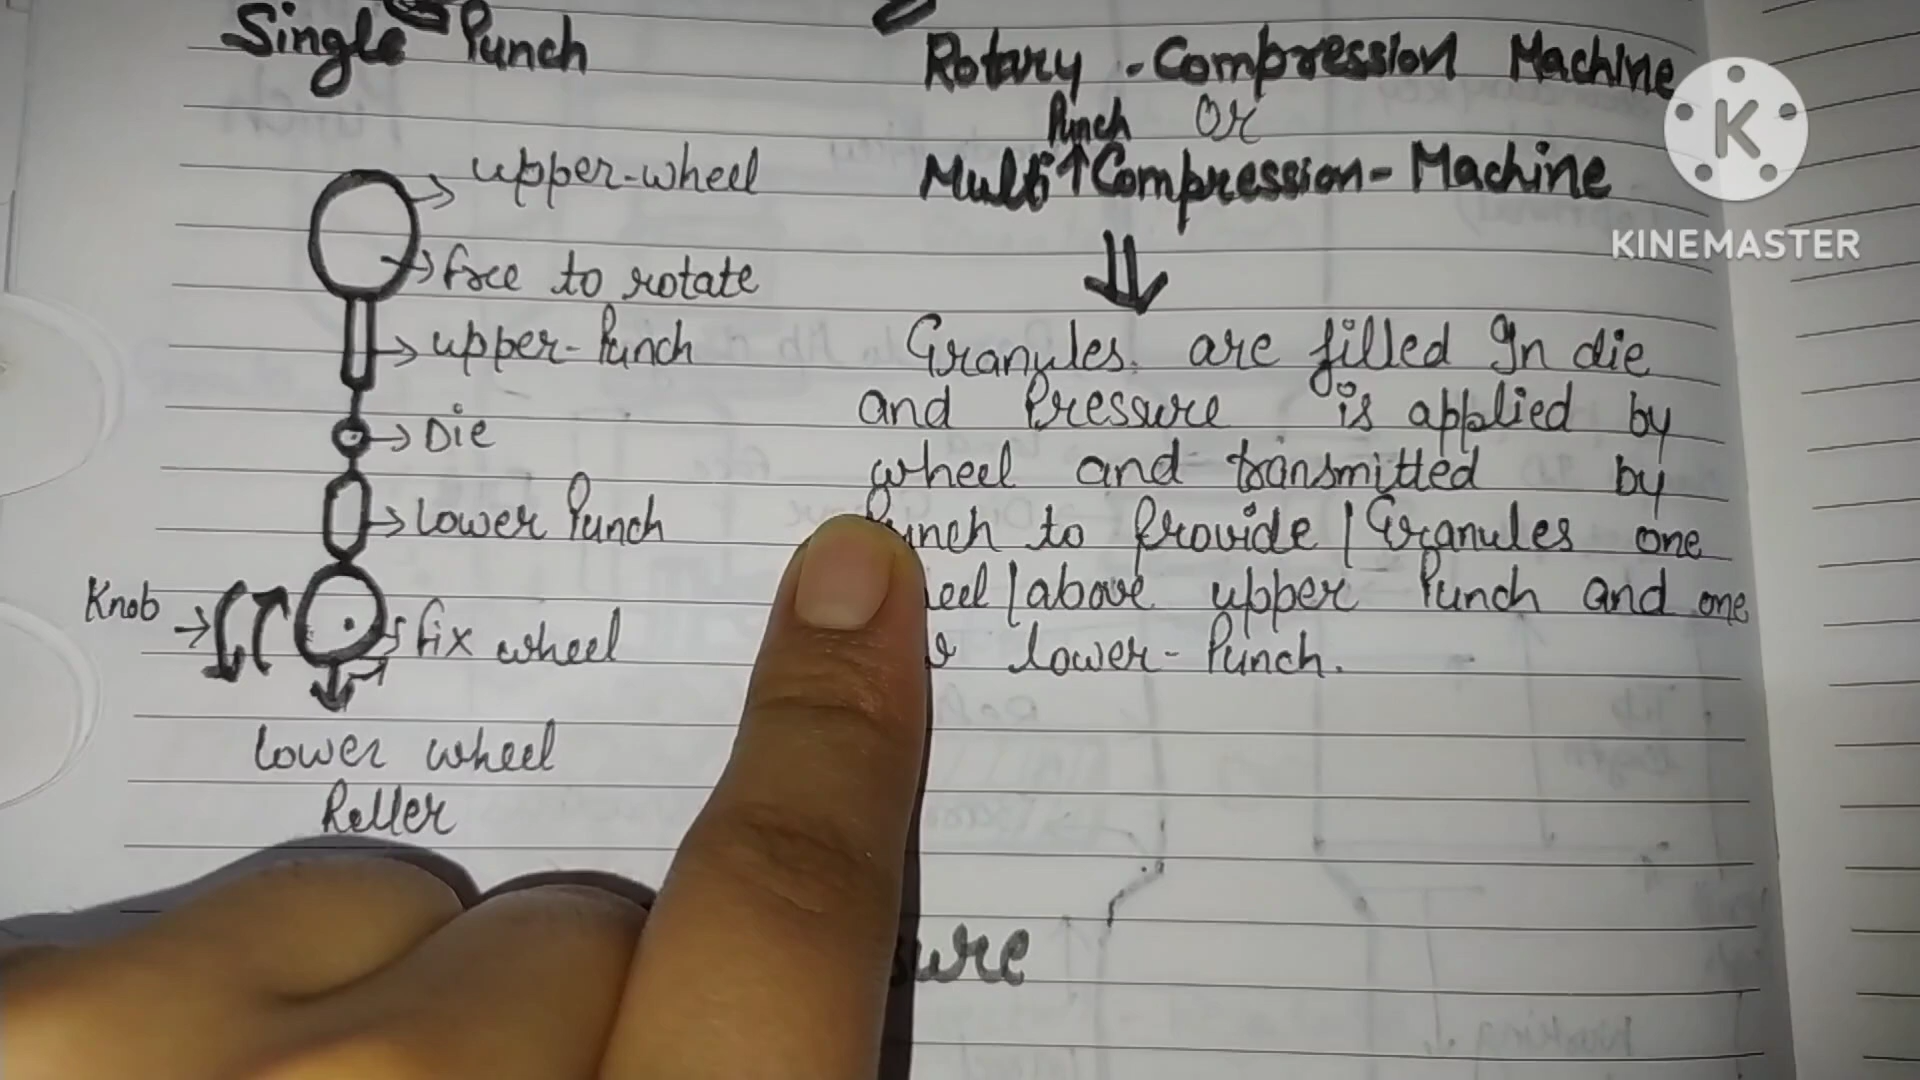 Single Punch
upper-wheel
free to rotate
upper-Punch
Die
Lower Punch
Knob
fix wheel
lower wheel
Roller
Rotary - Compression Machine
Punch Or
Multi↑Compression-Machine
Granules are filled In die
and Pressure is applied by
wheel and transmitted by
Punch to Provide | Granules one
| above upper Punch and one
lower-Punch.
KINEMASTER